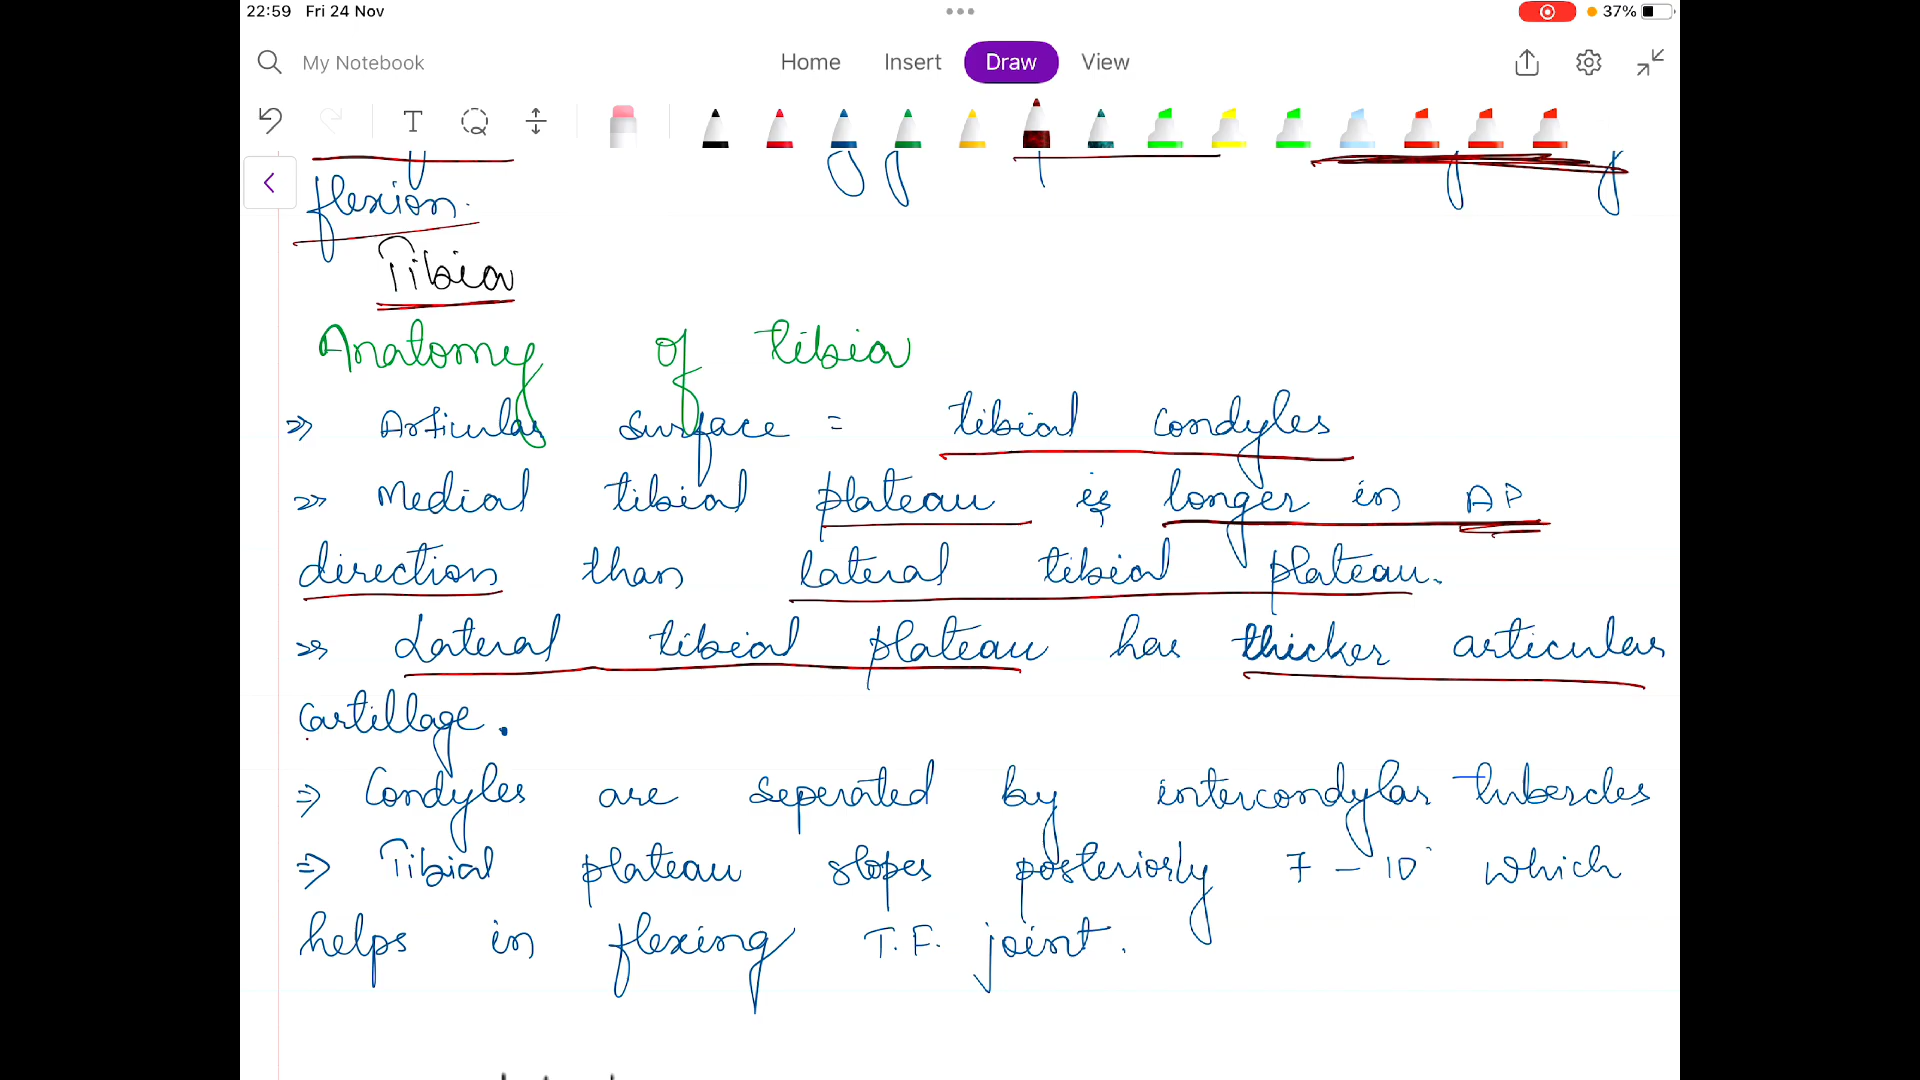 22:59 Fri 24 Nov
37%
My Notebook
Home Insert Draw View
T
flexion.
Tibia
Anatomy of tibia
Articular surface = tibial condyles
Medial tibial plateau is longer in AP
direction than lateral tibial plateau.
Lateral tibial plateau has thicker articular
cartillage.
⇒ Condyles are seperated by intercondylar tubercles
⇒ Tibial plateau slopes posteriorly 7 - 10° which
helps in flexing T.F. joint.